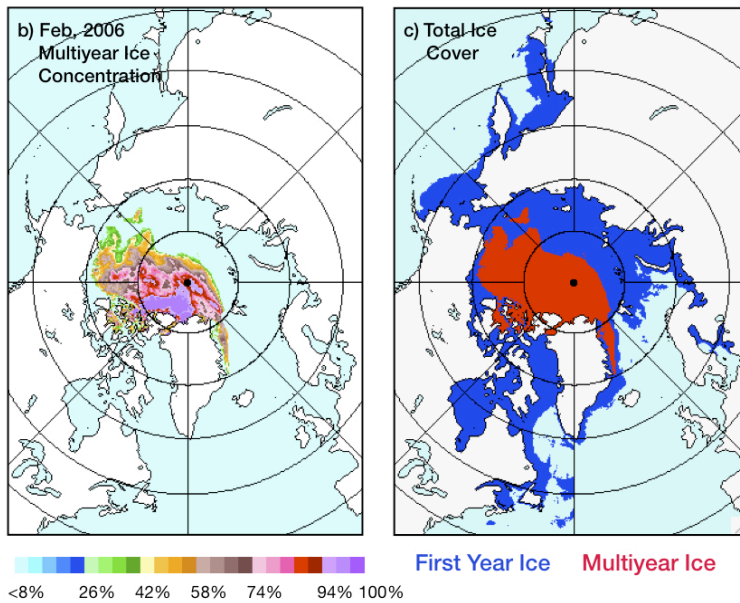 b) Feb, 2006
Multiyear Ice
Concentration
c) Total Ice
Cover
<8% 26% 42% 58% 74% 94% 100%
First Year Ice Multiyear Ice